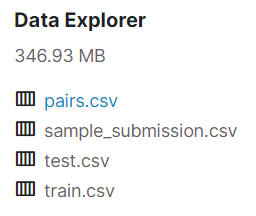 Data Explorer
346.93 MB
pairs.csv
sample_submission.csv
test.csv
train.csv